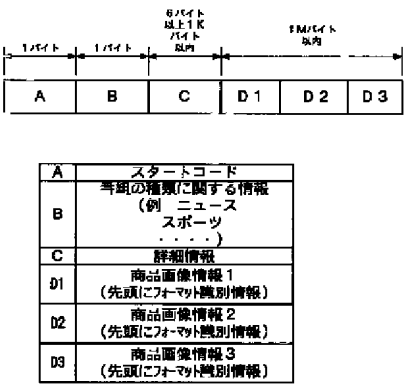 6バイト
以上1K
バイト
以内
1Mバイト
以内
1バイト
1バイト
A
B
C
D1
D2
D3
A
スタートコード
B
番組の種類に関する情報
(例 ニュース
スポーツ
・・・・)
C
詳細情報
D1
商品画像情報1
(先頭にフォーマット識別情報)
D2
商品画像情報2
(先頭にフォーマット識別情報)
D3
商品画像情報3
(先頭にフォーマット識別情報)